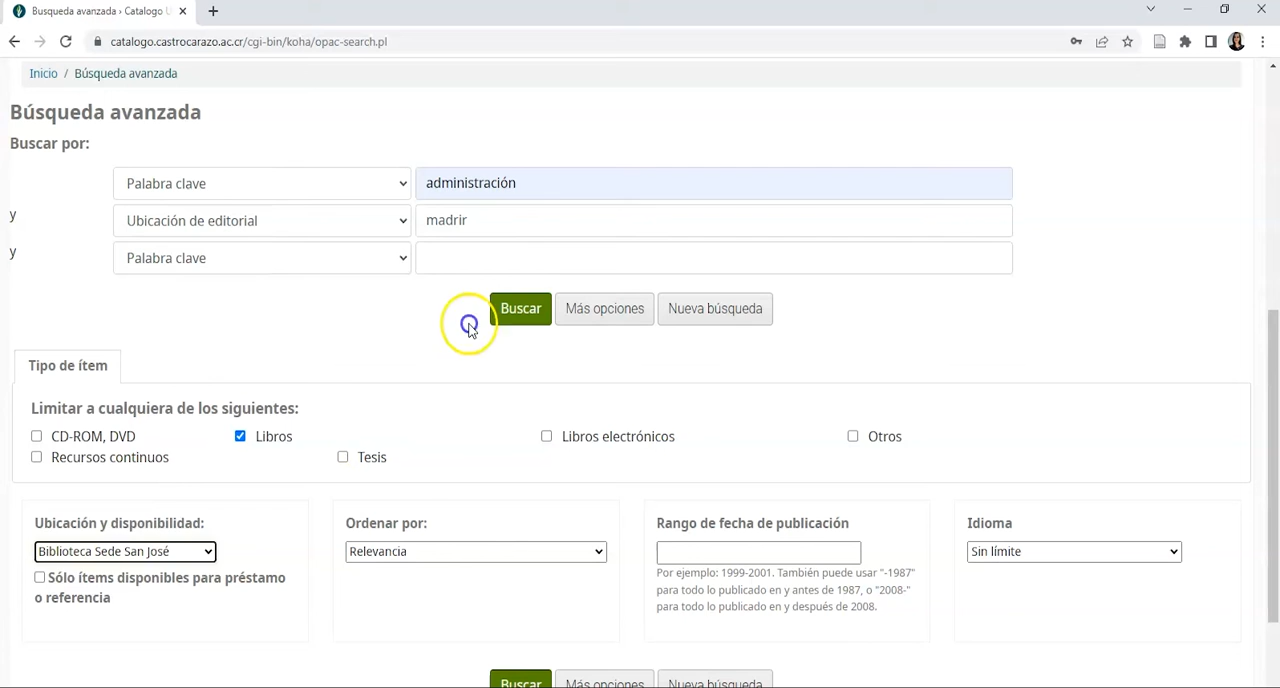 Busqueda avanzada › Catalogo U
catalogo.castrocarazo.ac.cr/cgi-bin/koha/opac-search.pl
Inicio / Búsqueda avanzada
Búsqueda avanzada
Buscar por:
Palabra clave administración
y Ubicación de editorial madrir
y Palabra clave
Buscar Más opciones Nueva búsqueda
Tipo de ítem
Limitar a cualquiera de los siguientes:
CD-ROM, DVD Libros Libros electrónicos Otros
Recursos continuos Tesis
Ubicación y disponibilidad: Ordenar por: Rango de fecha de publicación Idioma
Biblioteca Sede San José Relevancia Sin límite
Sólo ítems disponibles para préstamo
o referencia
Por ejemplo: 1999-2001. También puede usar "-1987"
para todo lo publicado en y antes de 1987, o "2008-"
para todo lo publicado en y después de 2008.
Buscar Más opciones Nueva búsqueda